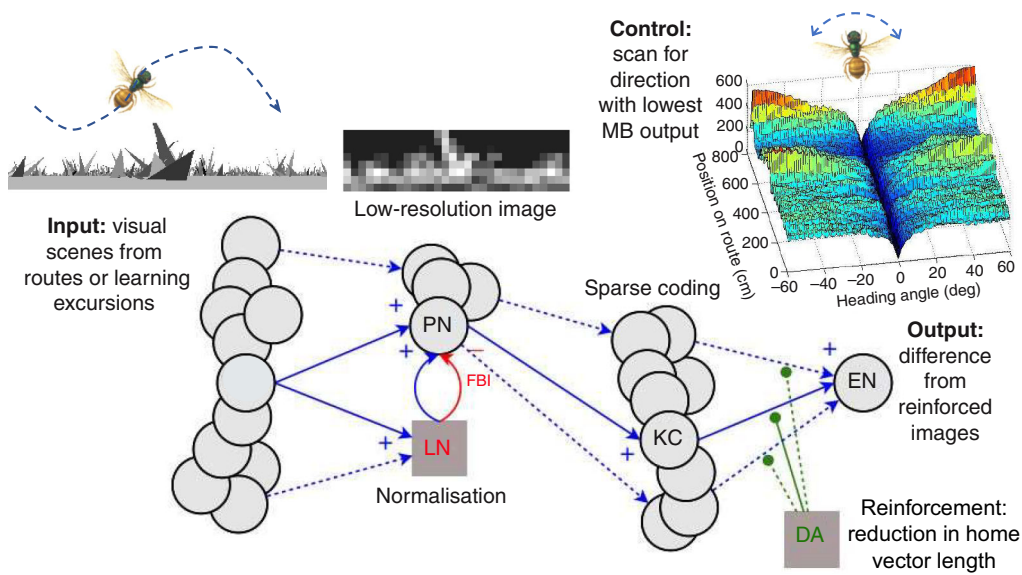 Input: visual
scenes from
routes or learning
excursions
Low-resolution image
Control:
scan for
direction
with lowest
MB output
600
400
200
0
800
600
400
200
0
Position on route (cm)
–60
–40
–20
0
20
40
60
Heading angle (deg)
PN
+
+
–
FBI
+
LN
Normalisation
Sparse coding
KC
+
+
EN
Output:
difference
from
reinforced
images
DA
Reinforcement:
reduction in home
vector length